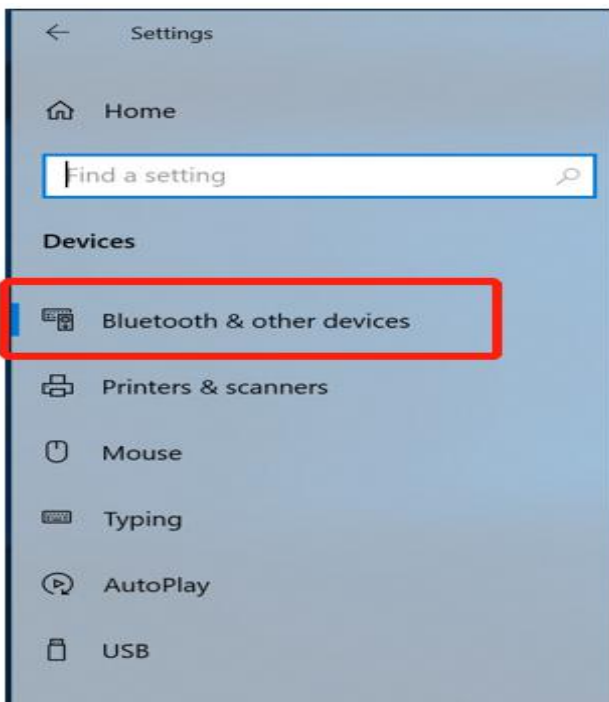 Settings
Home
Find a setting
Devices
Bluetooth & other devices
Printers & scanners
Mouse
Typing
AutoPlay
USB